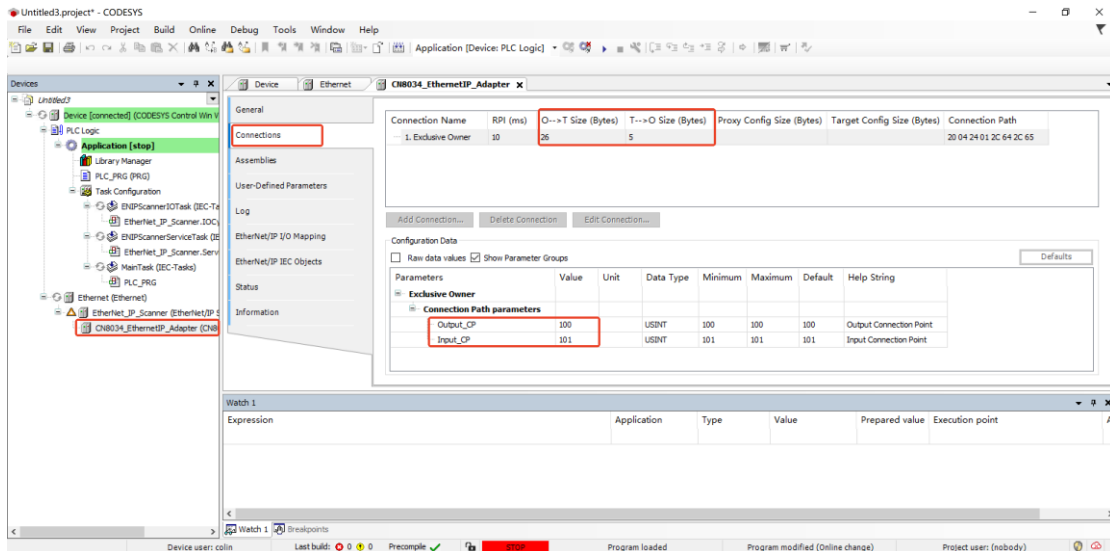 Untitled3.project* - CODESYS
File Edit View Project Build Online Debug Tools Window Help
Application [Device: PLC Logic]
Devices
Device Ethernet CN8034_EthernetIP_Adapter x
Untitled3
Device [connected] (CODESYS Control Win V
PLC Logic
Application [stop]
Library Manager
PLC_PRG (PRG)
Task Configuration
ENIPScannerIOTask (IEC-Ta
EtherNet_IP_Scanner.IOCy
ENIPScannerServiceTask (IE
EtherNet_IP_Scanner.Serv
MainTask (IEC-Tasks)
PLC_PRG
Ethernet (Ethernet)
EtherNet_IP_Scanner (EtherNet/IP S
CN8034_EthernetIP_Adapter (CN8
General
Connections
Assemblies
User-Defined Parameters
Log
EtherNet/IP I/O Mapping
EtherNet/IP IEC Objects
Status
Information
Connection Name RPI (ms) O-->T Size (Bytes) T-->O Size (Bytes) Proxy Config Size (Bytes) Target Config Size (Bytes) Connection Path
1. Exclusive Owner 10 26 5 20 04 24 01 2C 64 2C 65
Add Connection... Delete Connection Edit Connection...
Configuration Data
Raw data values Show Parameter Groups Defaults
Parameters Value Unit Data Type Minimum Maximum Default Help String
Exclusive Owner
Connection Path parameters
Output_CP 100 USINT 100 100 100 Output Connection Point
Input_CP 101 USINT 101 101 101 Input Connection Point
Watch 1
Expression Application Type Value Prepared value Execution point
Watch 1 Breakpoints
Device user: colin Last build: 0 0 Precompile STOP Program loaded Program modified (Online change) Project user: (nobody)